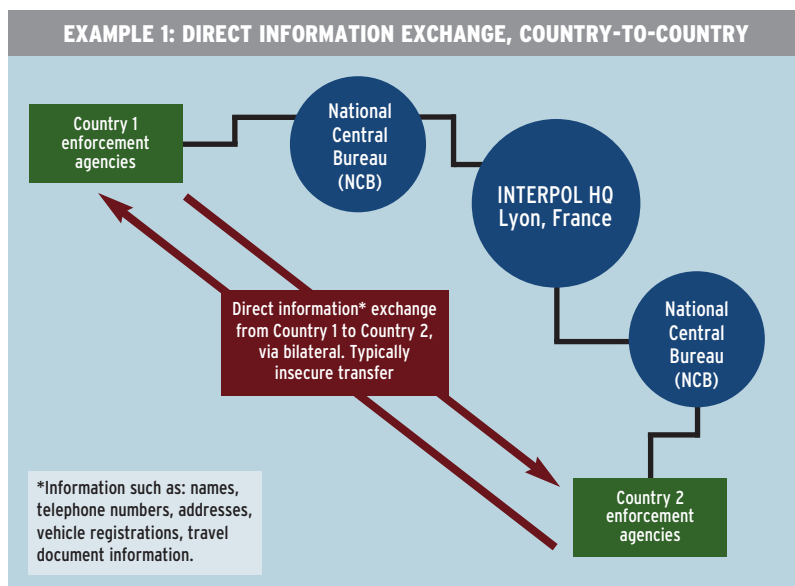 EXAMPLE 1: DIRECT INFORMATION EXCHANGE, COUNTRY-TO-COUNTRY
Country 1
enforcement
agencies
National
Central
Bureau
(NCB)
INTERPOL HQ
Lyon, France
Direct information* exchange
from Country 1 to Country 2,
via bilateral. Typically
insecure transfer
National
Central
Bureau
(NCB)
*Information such as: names,
telephone numbers, addresses,
vehicle registrations, travel
document information.
Country 2
enforcement
agencies